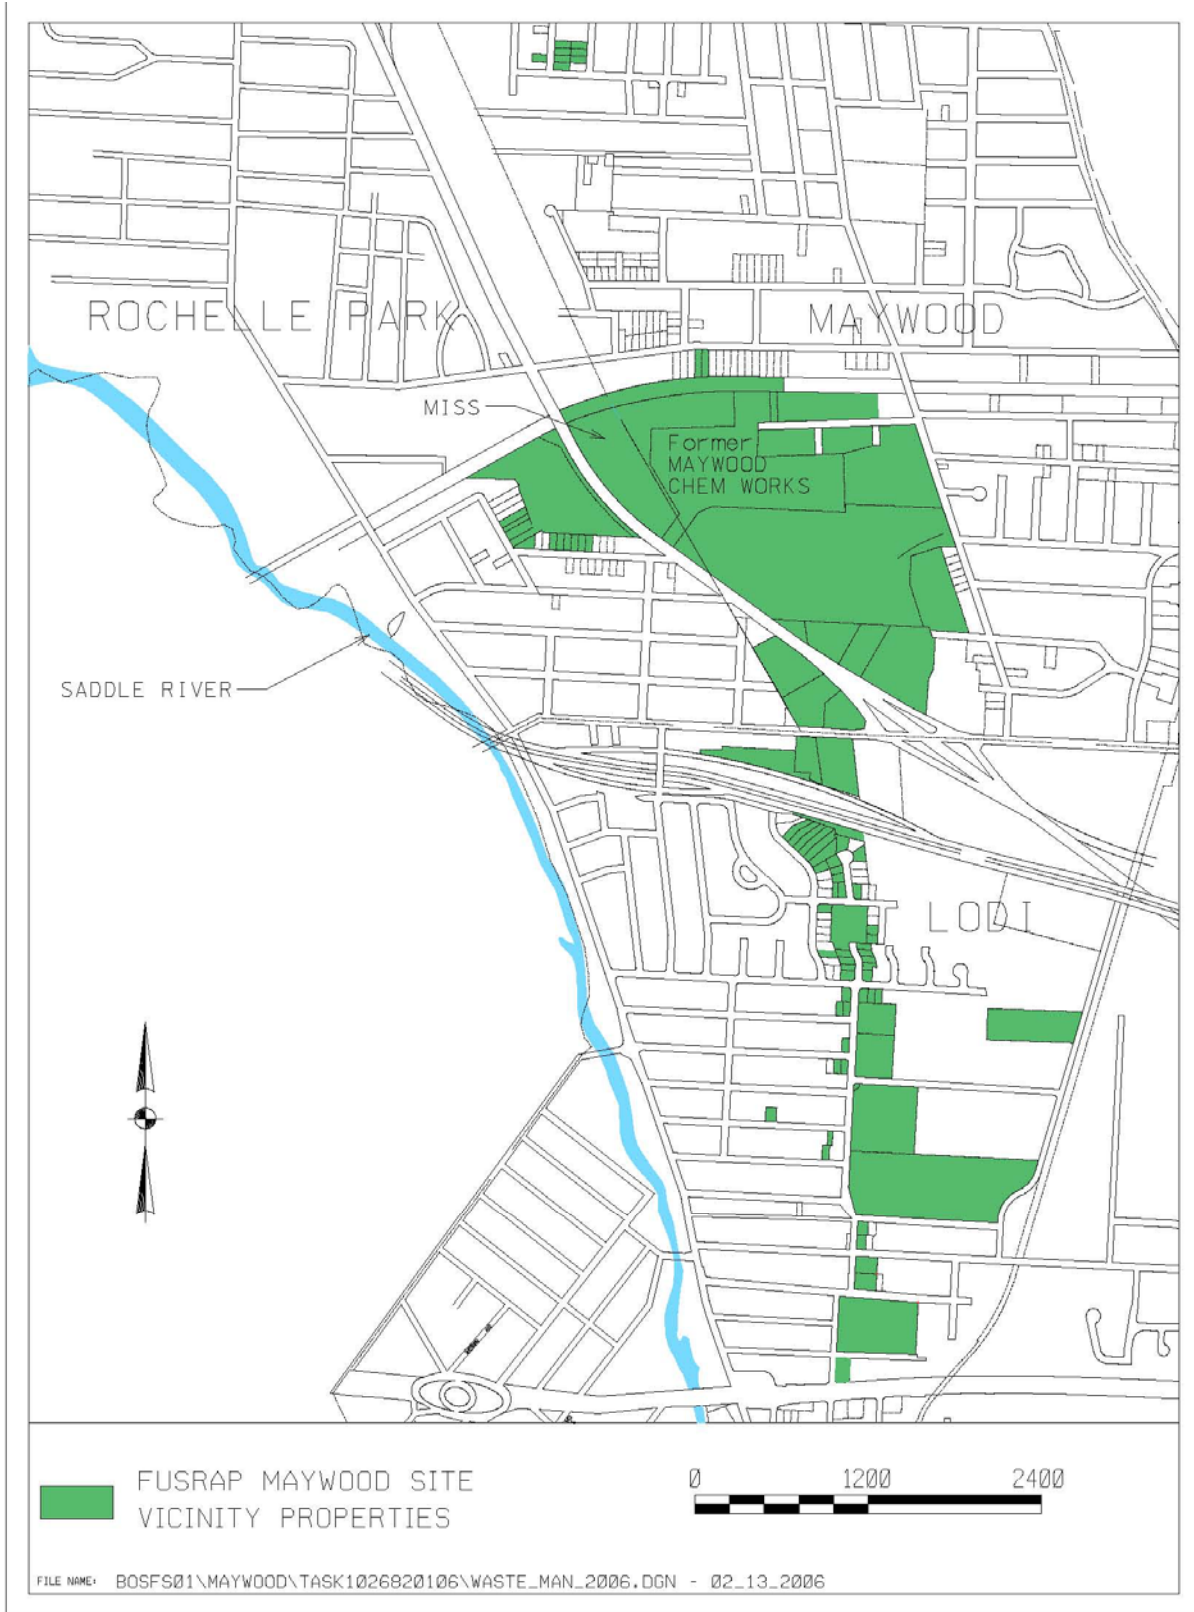 ROCHELLE PARK
MAYWOOD
MISS
Former
MAYWOOD
CHEM WORKS
SADDLE RIVER
LODI
FUSRAP MAYWOOD SITE
VICINITY PROPERTIES
0 1200 2400
FILE NAME: BOSFS01\MAYWOOD\TASK1026820106\WASTE_MAN_2006.DGN - 02_13_2006